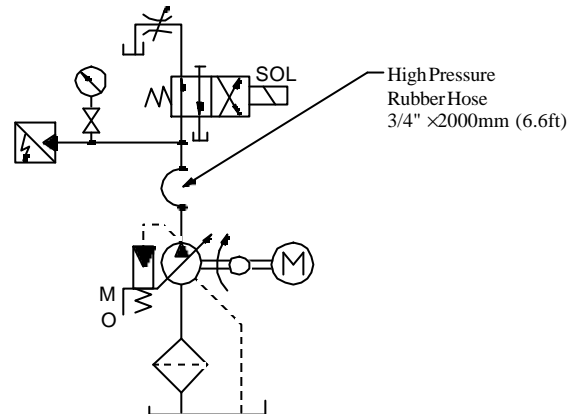 SOL
High Pressure
Rubber Hose
3/4" ×2000mm (6.6ft)
M
O
M